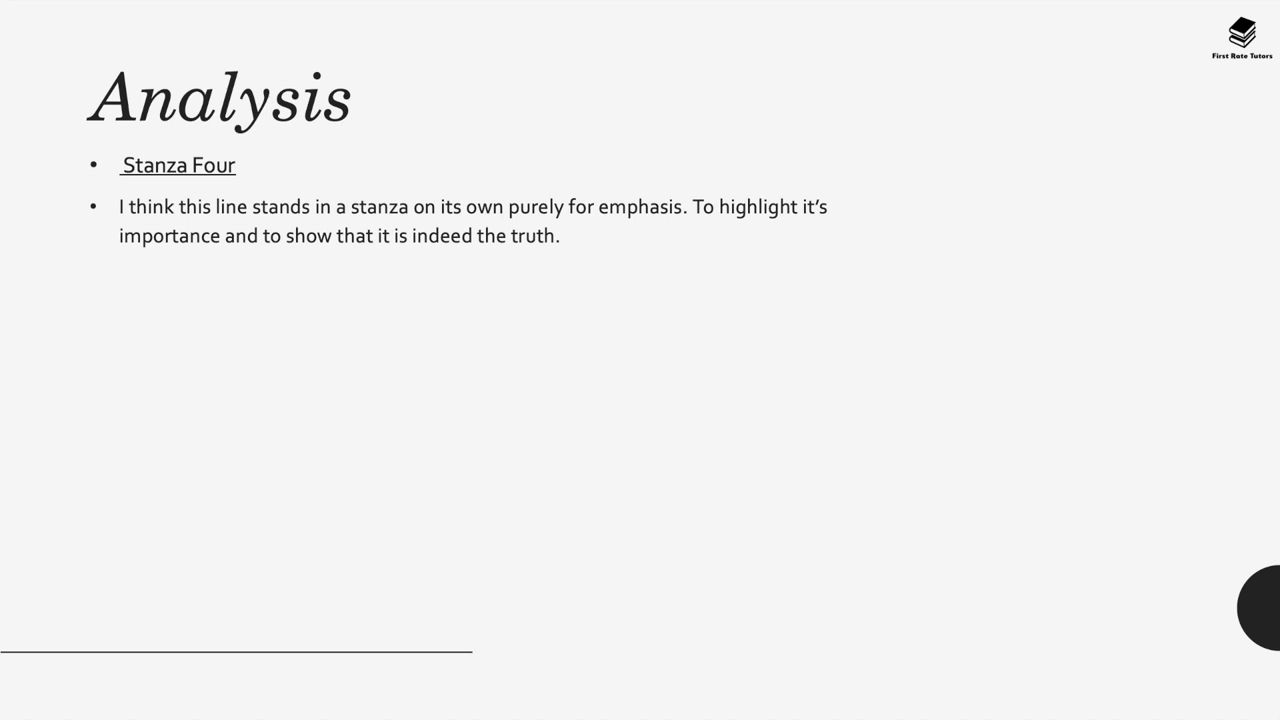 First Rate Tutors
Analysis
• Stanza Four
• I think this line stands in a stanza on its own purely for emphasis. To highlight it’s
importance and to show that it is indeed the truth.